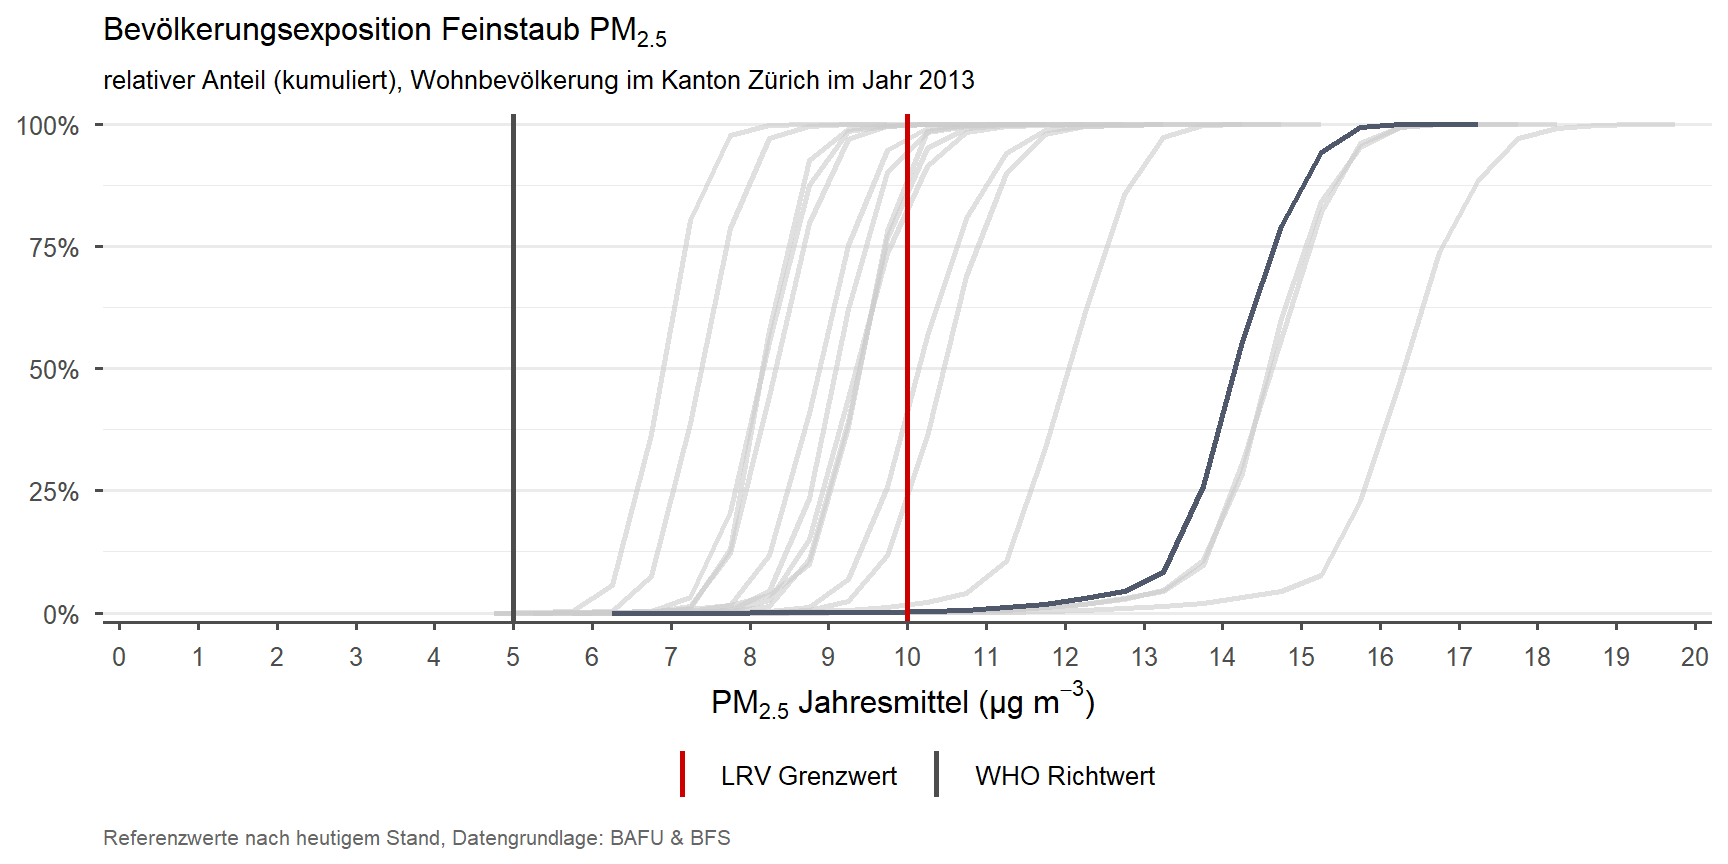 Bevölkerungsexposition Feinstaub PM2.5
relativer Anteil (kumuliert), Wohnbevölkerung im Kanton Zürich im Jahr 2013
100%
75%
50%
25%
0%
0 1 2 3 4 5 6 7 8 9 10 11 12 13 14 15 16 17 18 19 20
PM2.5 Jahresmittel (µg m−3)
LRV Grenzwert WHO Richtwert
Referenzwerte nach heutigem Stand, Datengrundlage: BAFU & BFS